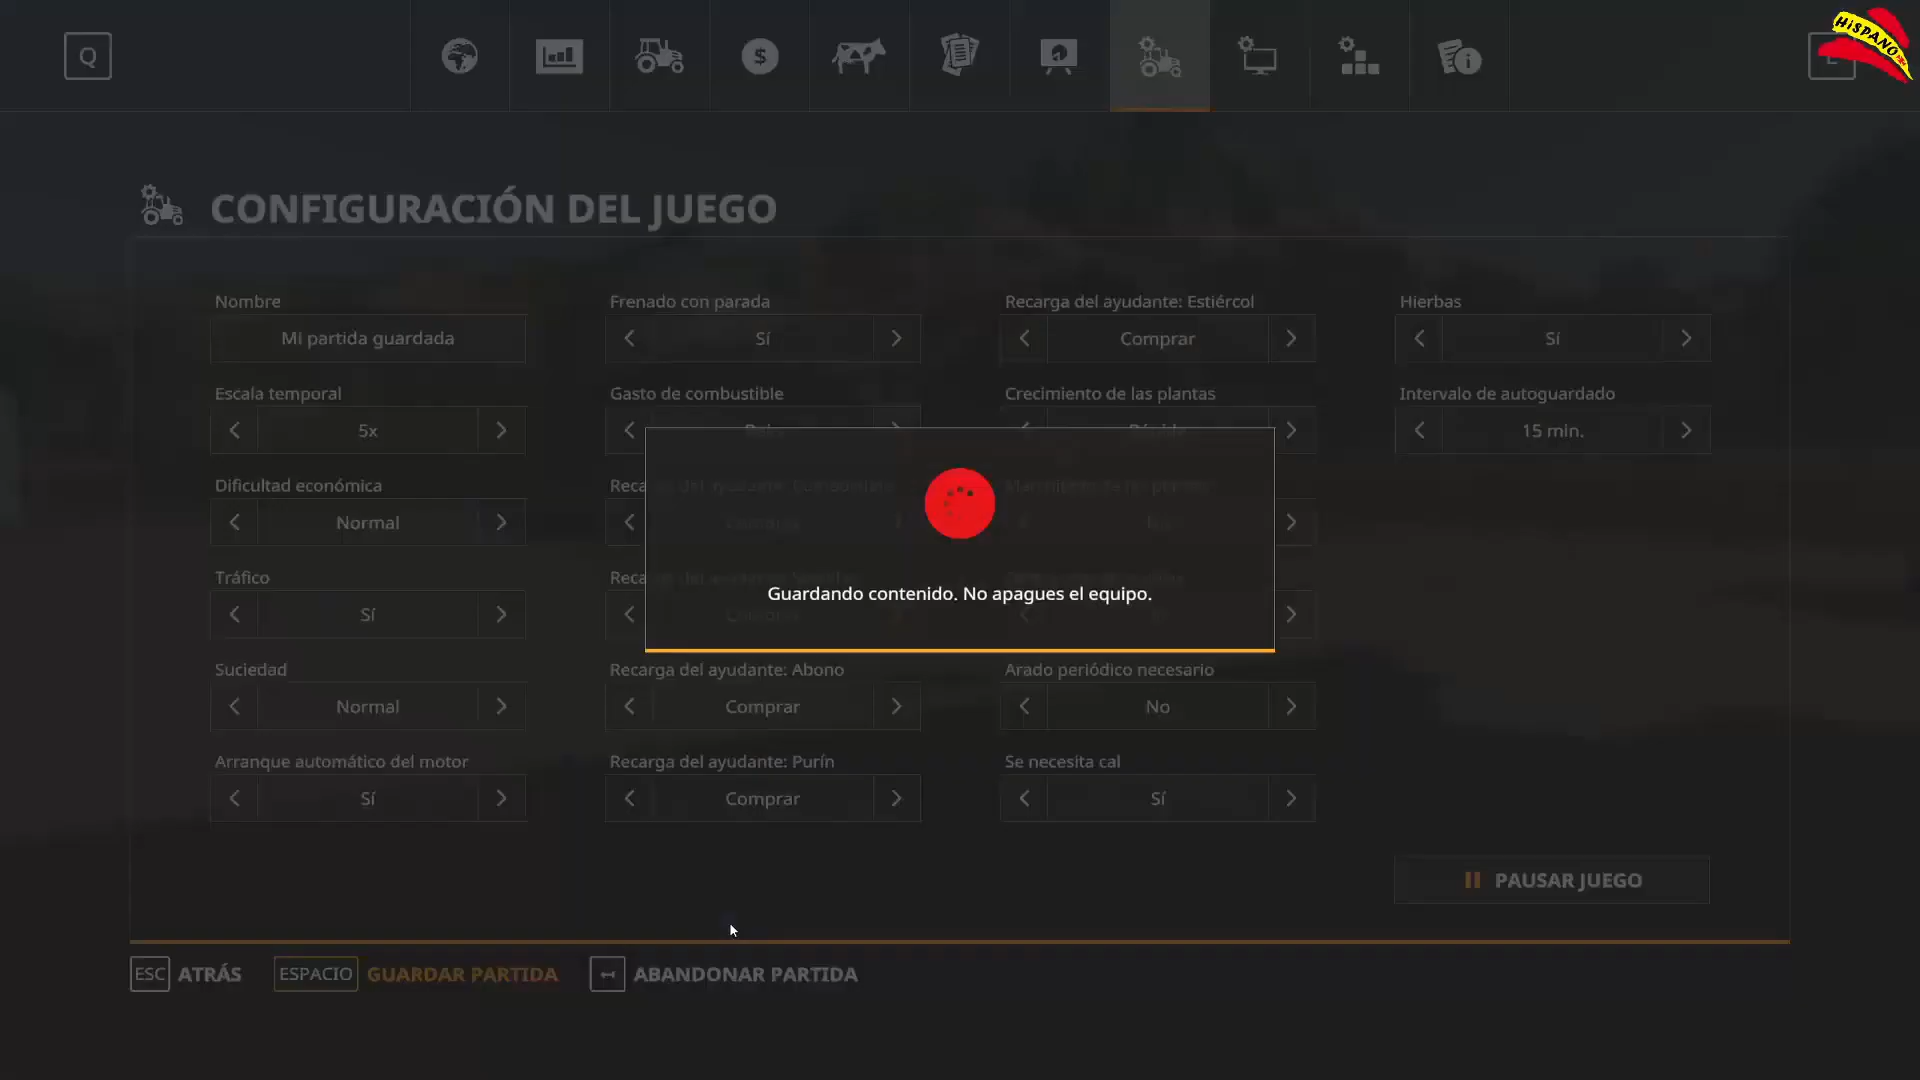 Q
HISPANO
CONFIGURACIÓN DEL JUEGO
Nombre
Mi partida guardada
Escala temporal
5x
Dificultad económica
Normal
Tráfico
Sí
Suciedad
Normal
Arranque automático del motor
Sí
Frenado con parada
Sí
Gasto de combustible
Recarga del ayudante: Abono
Comprar
Recarga del ayudante: Purín
Comprar
Recarga del ayudante: Estiércol
Comprar
Crecimiento de las plantas
Arado periódico necesario
No
Se necesita cal
Sí
Hierbas
Sí
Intervalo de autoguardado
15 min.
Guardando contenido. No apagues el equipo.
PAUSAR JUEGO
ESC ATRÁS ESPACIO GUARDAR PARTIDA ABANDONAR PARTIDA